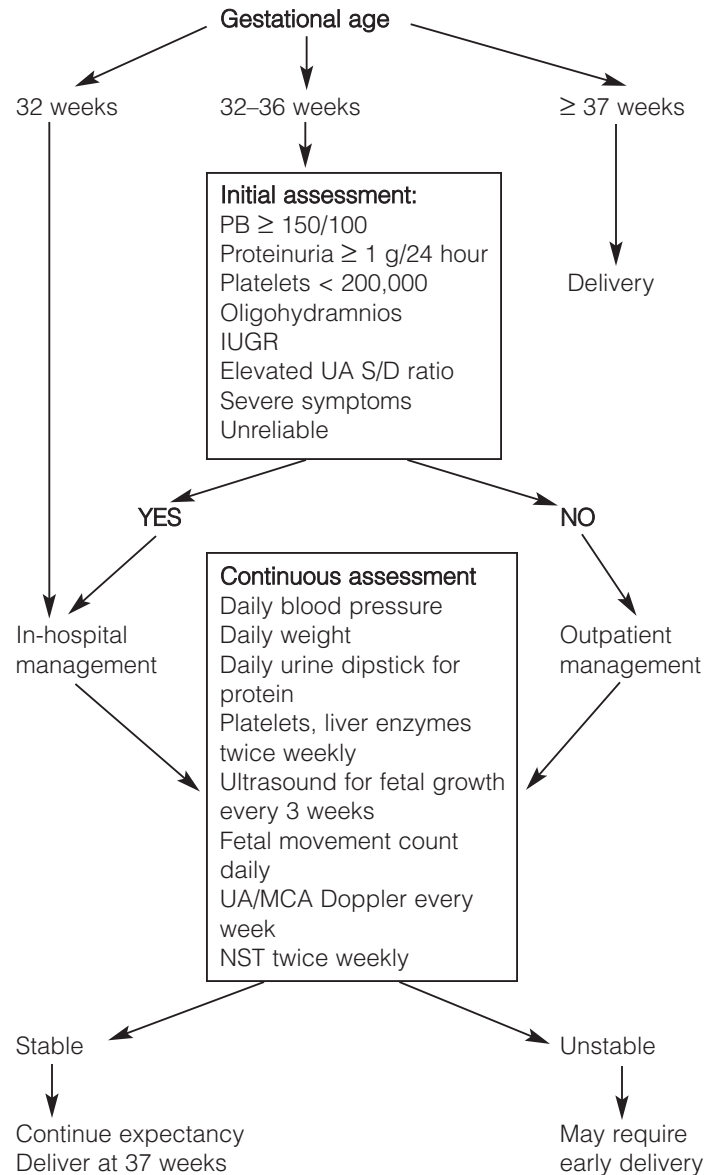 Gestational age
32 weeks
32–36 weeks
≥ 37 weeks
Initial assessment:
PB ≥ 150/100
Proteinuria ≥ 1 g/24 hour
Platelets < 200,000
Oligohydramnios
IUGR
Elevated UA S/D ratio
Severe symptoms
Unreliable
Delivery
YES
NO
In-hospital
management
Continuous assessment
Daily blood pressure
Daily weight
Daily urine dipstick for
protein
Platelets, liver enzymes
twice weekly
Ultrasound for fetal growth
every 3 weeks
Fetal movement count
daily
UA/MCA Doppler every
week
NST twice weekly
Outpatient
management
Stable
Unstable
Continue expectancy
Deliver at 37 weeks
May require
early delivery